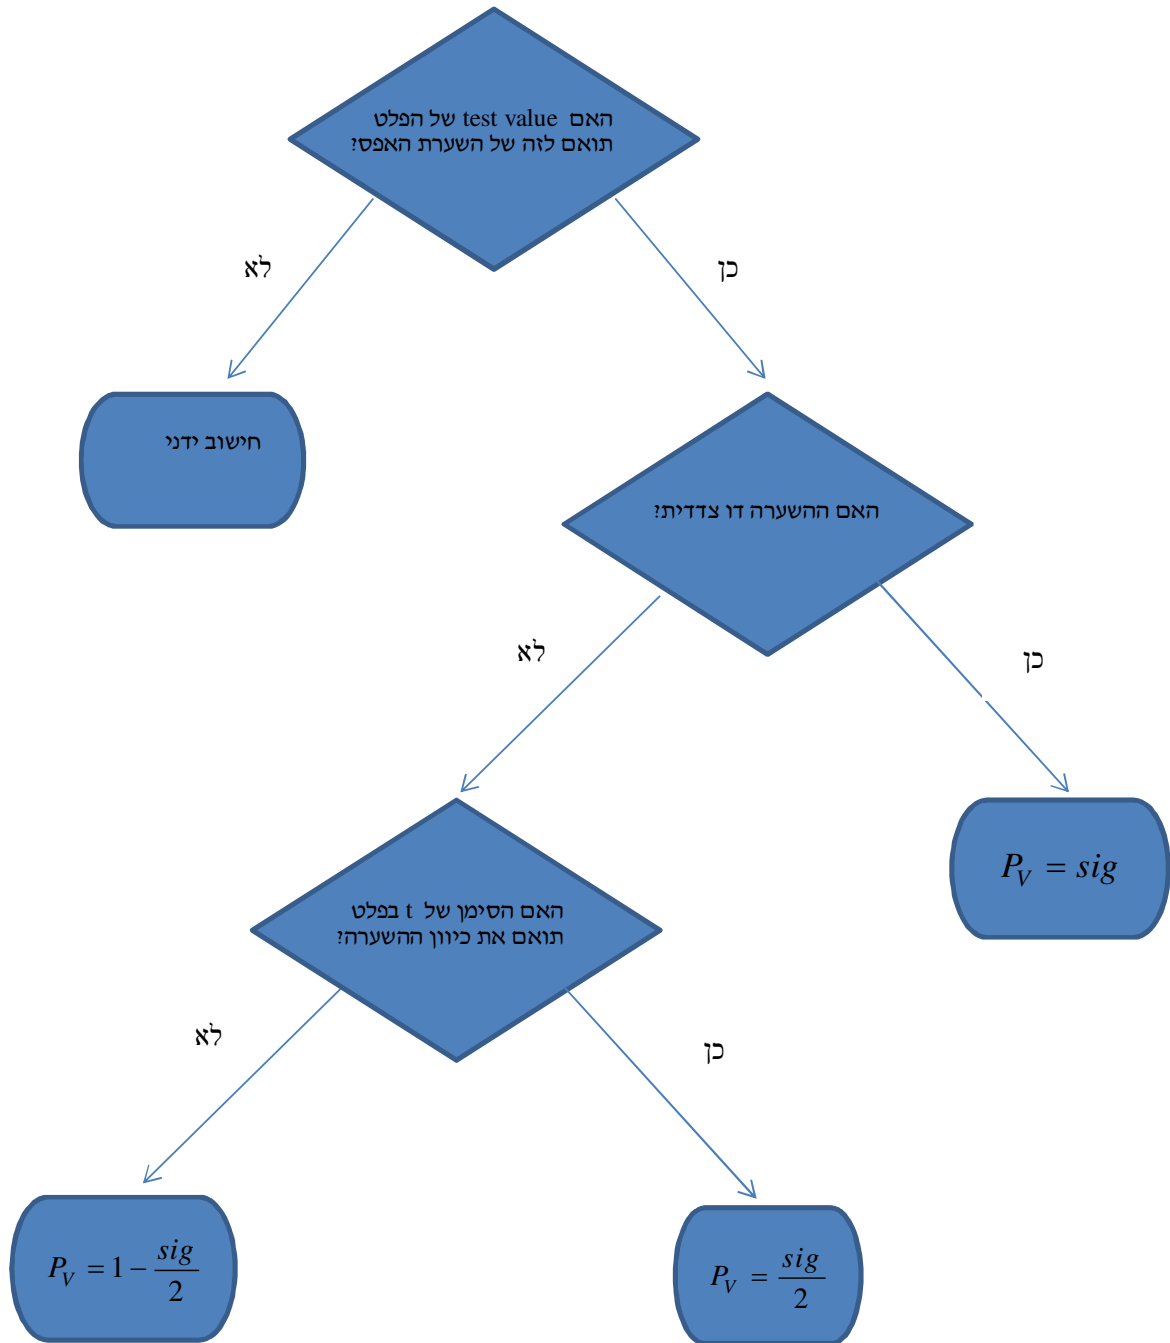 האם test value של הפלט
תואם לזה של השערת האפס?
לא
כן
חישוב ידני
האם ההשערה דו צדדית?
לא
כן
P_V = sig
האם הסימן של t בפלט
תואם את כיוון ההשערה?
לא
כן
P_V = 1 - sig/2
P_V = sig/2